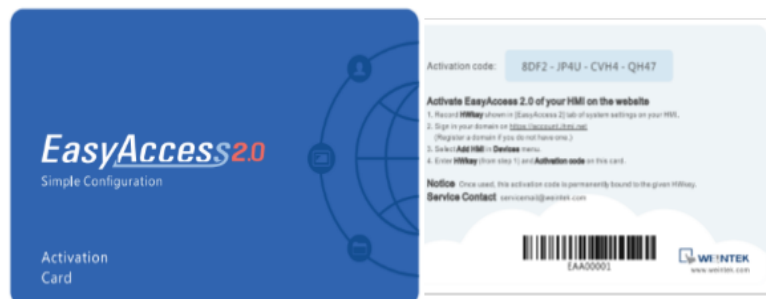 EasyAccess2.0
Simple Configuration
Activation
Card
Activation code: 8DF2 - JP4U - CVH4 - QH47
Activate EasyAccess 2.0 of your HMI on the website
1. Record HWkey shown in [EasyAccess 2] tab of system settings on your HMI.
2. Sign in your domain on https://account.ihmi.net
(Register a domain if you do not have one.)
3. Select Add HMI in Devices menu.
4. Enter HWkey (from step 1) and Activation code on this card.
Notice Once used, this activation code is permanently bound to the given HWkey.
Service Contact servicemail@weintek.com
EAA00001
WEINTEK
www.weintek.com